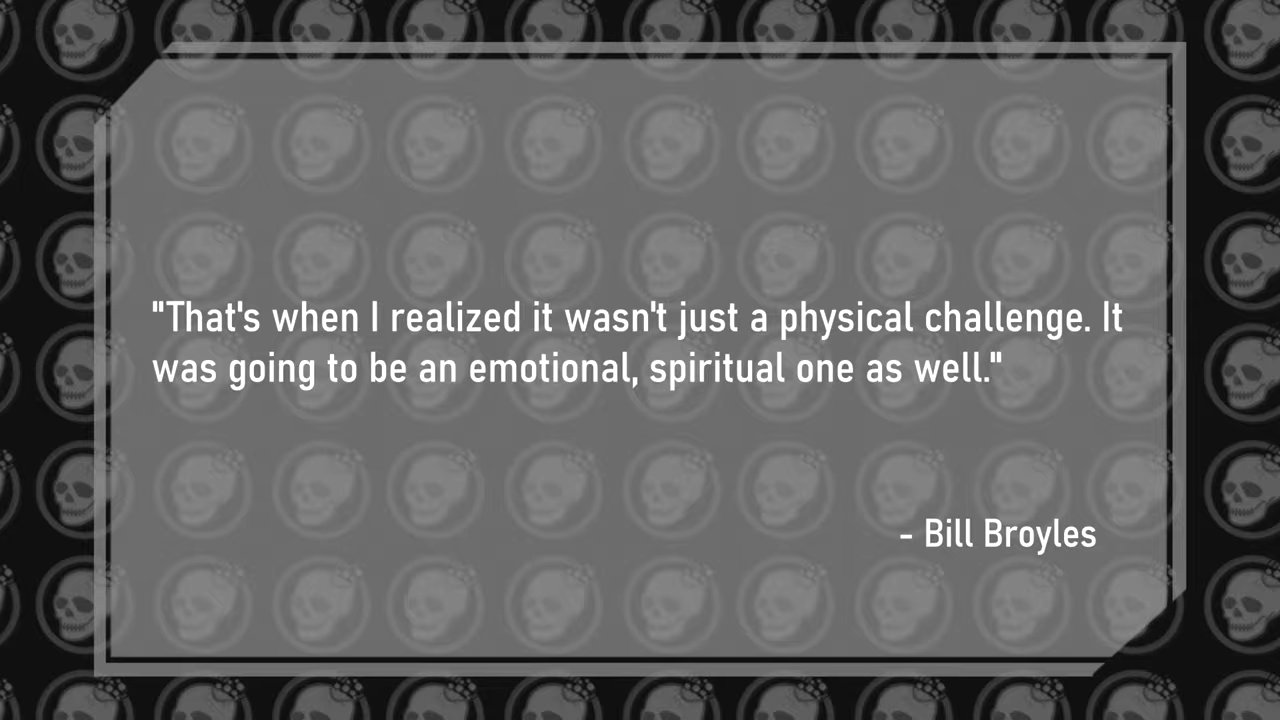 "That's when I realized it wasn't just a physical challenge. It
was going to be an emotional, spiritual one as well."
- Bill Broyles